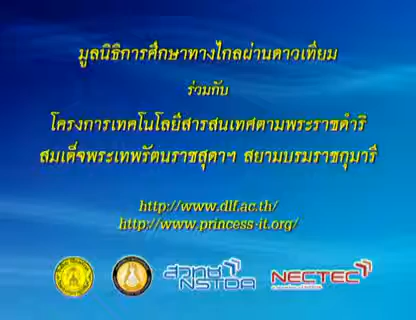 มูลนิธิการศึกษาทางไกลผ่านดาวเทียม
ร่วมกับ
โครงการเทคโนโลยีสารสนเทศตามพระราชดำริ
สมเด็จพระเทพรัตนราชสุดาฯ สยามบรมราชกุมารี
http://www.dlf.ac.th/
http://www.princess-it.org/
สวทช NECTEC
NSTDA